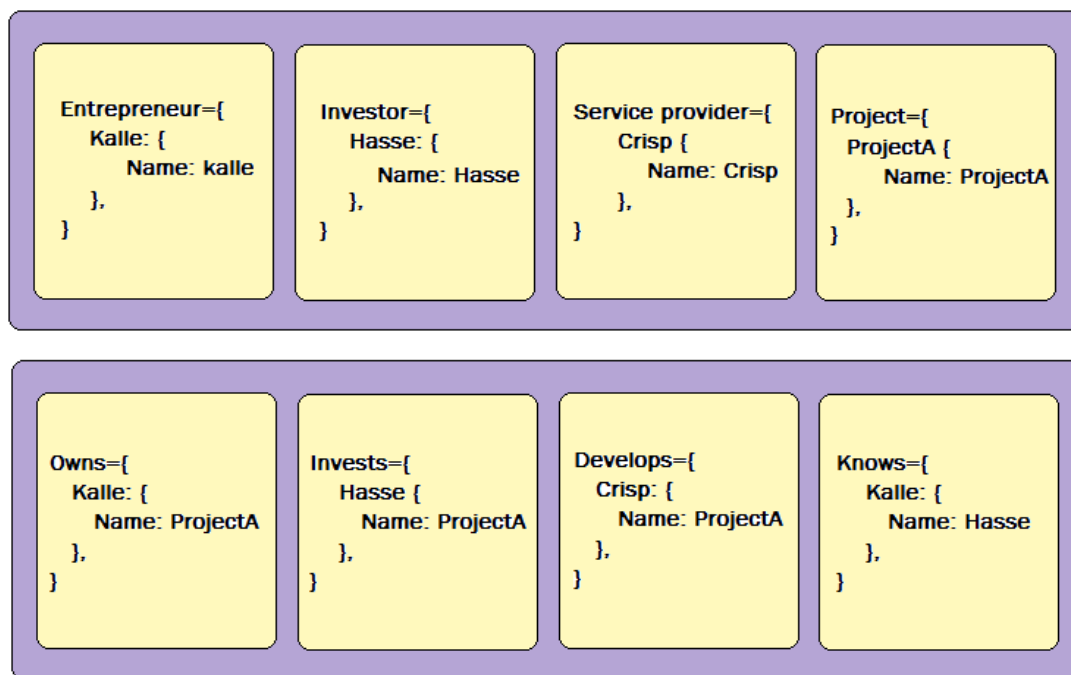 Entrepreneur={
Kalle: {
Name: kalle
},
}
Investor={
Hasse: {
Name: Hasse
},
}
Service provider={
Crisp {
Name: Crisp
},
}
Project={
ProjectA {
Name: ProjectA
},
}
Owns={
Kalle: {
Name: ProjectA
},
}
Invests={
Hasse {
Name: ProjectA
},
}
Develops={
Crisp: {
Name: ProjectA
},
}
Knows={
Kalle: {
Name: Hasse
},
}